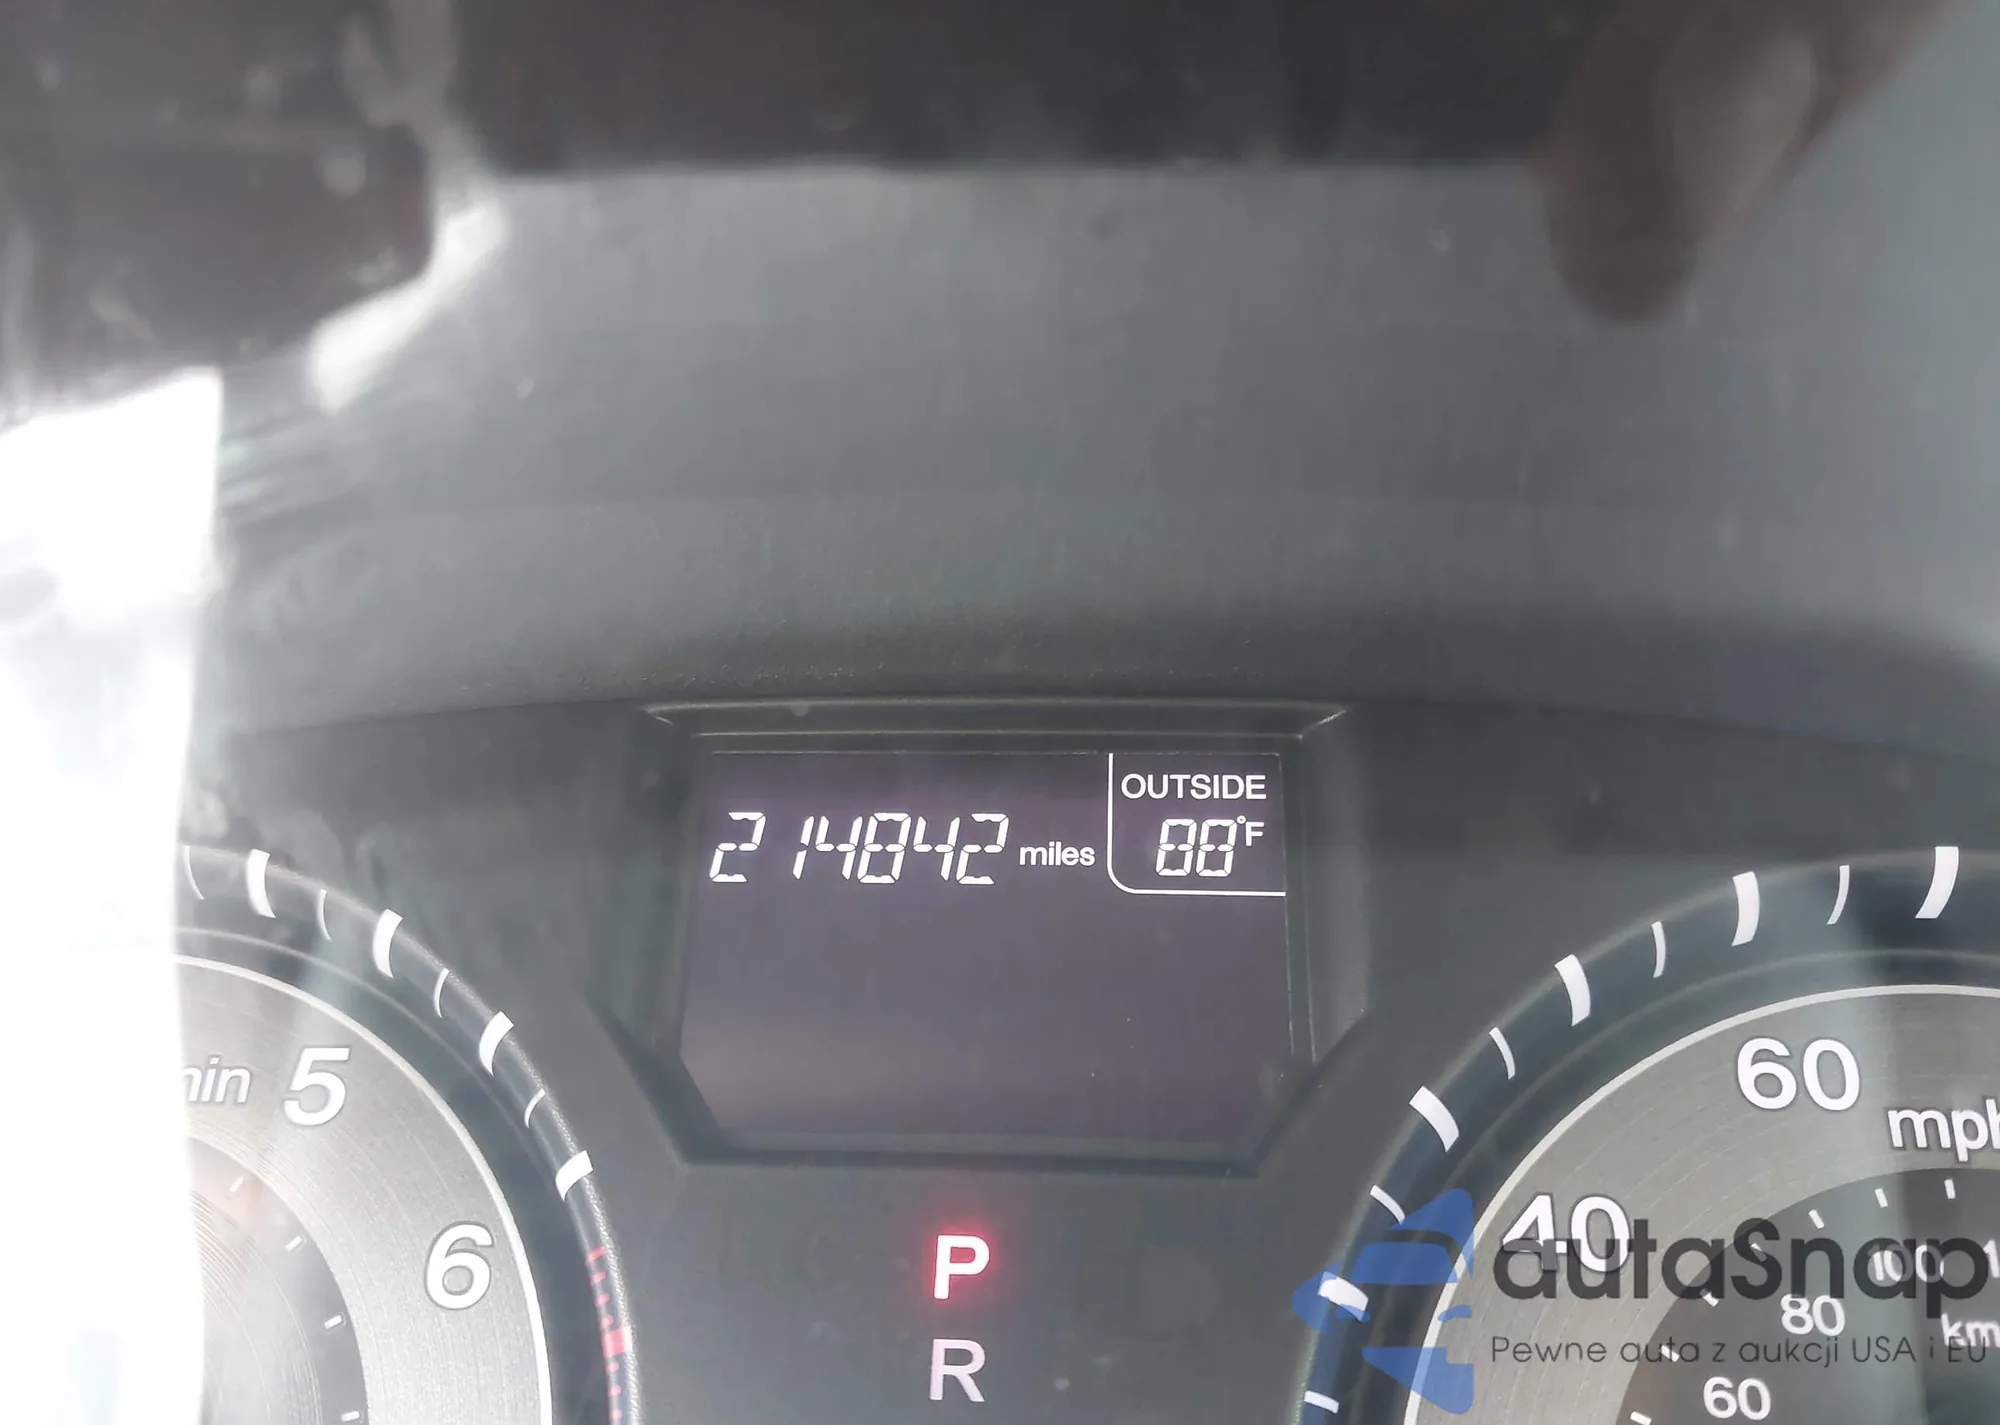 OUTSIDE
214842 miles 88°F
min 5
60
mph
6
P
40
autaSnap
100
80
km
Pewne auta z aukcji USA i EU
R
60